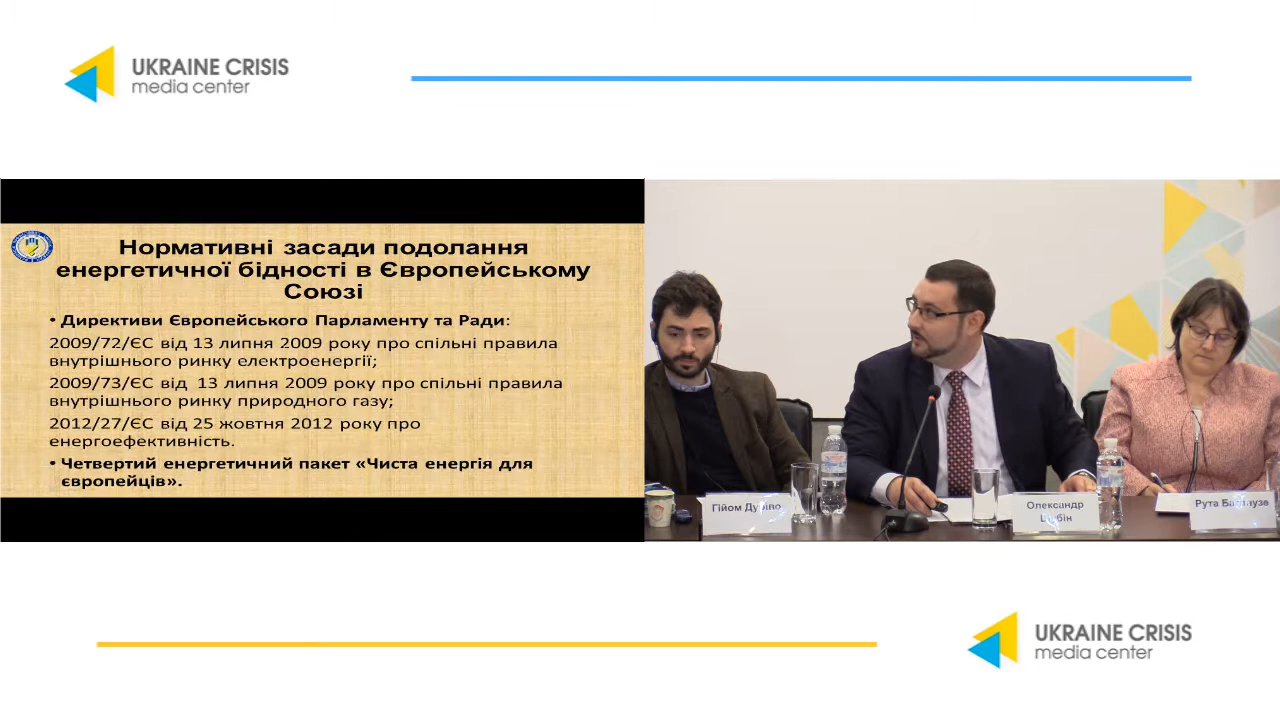 UKRAINE CRISIS
media center
Нормативні засади подолання
енергетичної бідності в Європейському
Союзі
• Директиви Європейського Парламенту та Ради:
2009/72/ЄС від 13 липня 2009 року про спільні правила
внутрішнього ринку електроенергії;
2009/73/ЄС від 13 липня 2009 року про спільні правила
внутрішнього ринку природного газу;
2012/27/ЄС від 25 жовтня 2012 року про
енергоефективність.
• Четвертий енергетичний пакет «Чиста енергія для
європейців».
Гійом
Олександр
Рута
UKRAINE CRISIS
media center